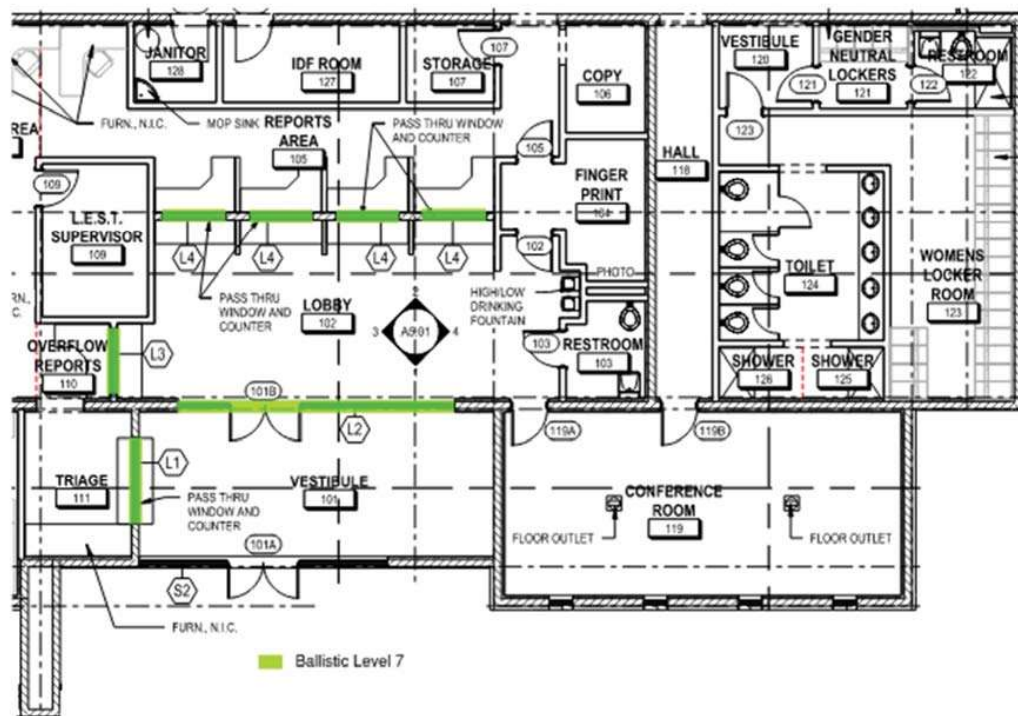 JANITOR
128
IDF ROOM
127
STORAGE
107
107
COPY
106
VESTIBULE
120
GENDER
NEUTRAL
LOCKERS
121
RESTROOM
122
121
122
123
AREA
FURN., N.I.C.
MOP SINK
REPORTS
AREA
105
PASS THRU WINDOW
AND COUNTER
105
HALL
118
109
L.E.S.T.
SUPERVISOR
109
FINGER
PRINT
104
102
L4
L4
L4
L4
PASS THRU
WINDOW AND
COUNTER
LOBBY
102
2
3
A9.01
4
HIGH/LOW
DRINKING
FOUNTAIN
PHOTO
TOILET
124
WOMENS
LOCKER
ROOM
123
OVERFLOW
REPORTS
110
L3
103
RESTROOM
103
SHOWER
126
SHOWER
125
101B
L2
119A
119B
L1
TRIAGE
111
PASS THRU
WINDOW AND
COUNTER
VESTIBULE
101
CONFERENCE
ROOM
119
FLOOR OUTLET
FLOOR OUTLET
101A
S2
FURN., N.I.C.
Ballistic Level 7